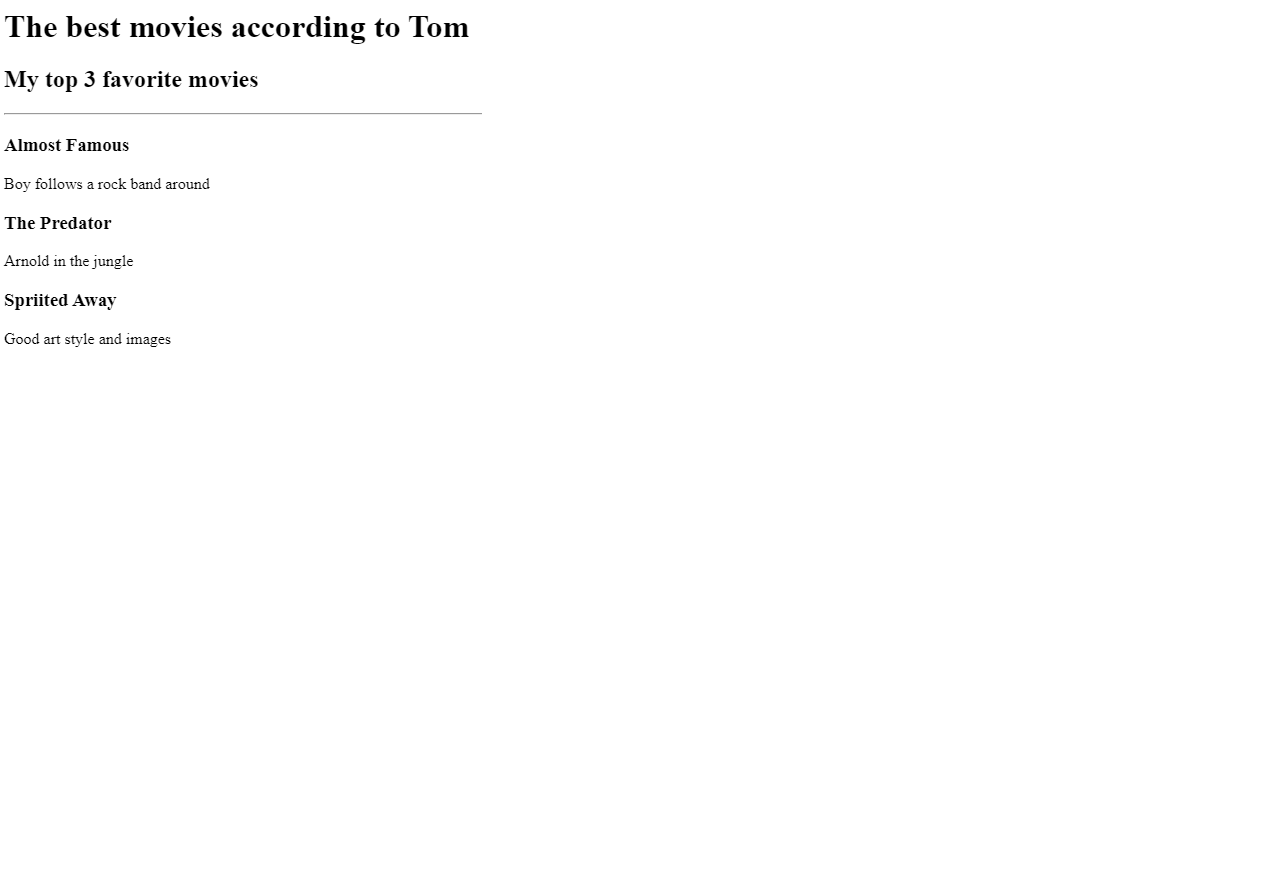 The best movies according to Tom
My top 3 favorite movies
Almost Famous
Boy follows a rock band around
The Predator
Arnold in the jungle
Spriited Away
Good art style and images